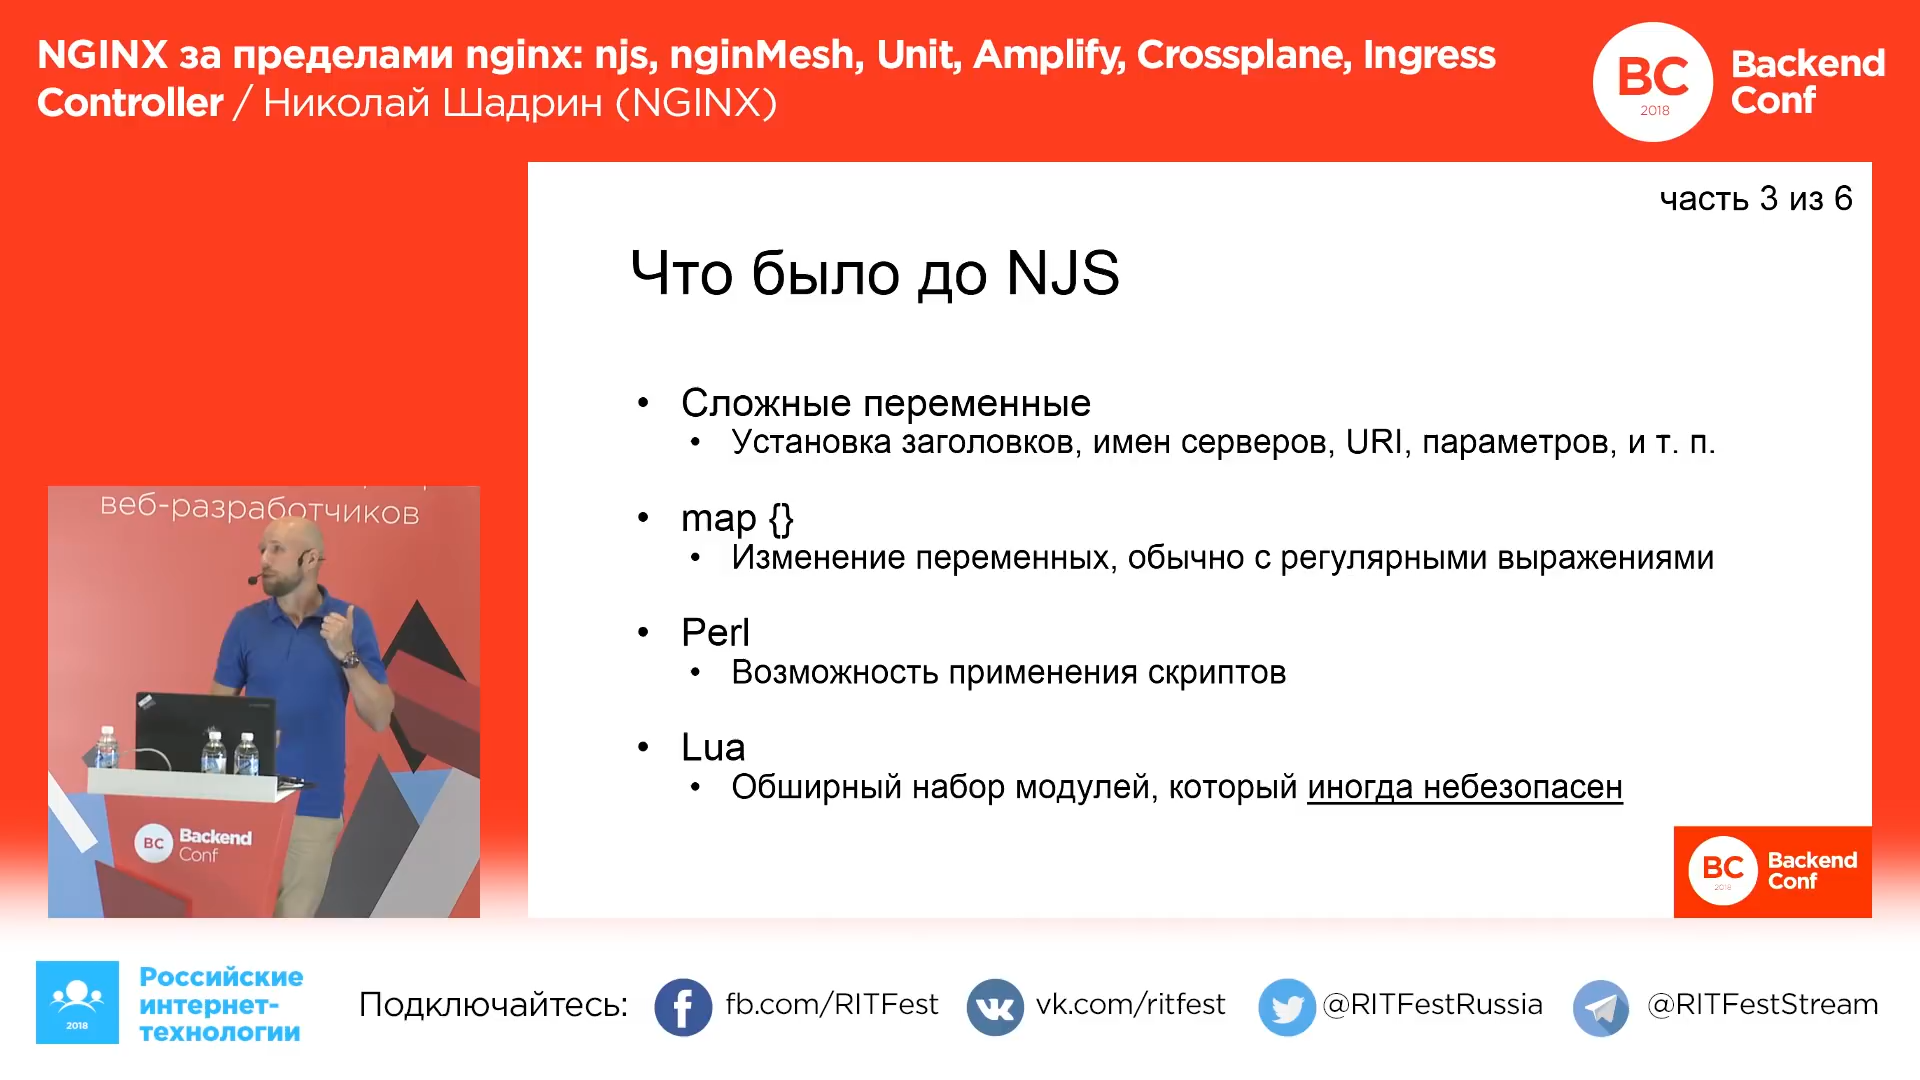 NGINX за пределами nginx: njs, nginMesh, Unit, Amplify, Crossplane, Ingress
Controller / Николай Шадрин (NGINX)
BC
2018
Backend
Conf
часть 3 из 6
Что было до NJS
• Сложные переменные
• Установка заголовков, имен серверов, URI, параметров, и т. п.
• map {}
• Изменение переменных, обычно с регулярными выражениями
• Perl
• Возможность применения скриптов
• Lua
• Обширный набор модулей, который иногда небезопасен
BC
2018
Backend
Conf
веб-разработчиков
BC
Backend
Conf
2018
Российские
интернет-
технологии
Подключайтесь:
fb.com/RITFest
vk.com/ritfest
@RITFestRussia
@RITFestStream